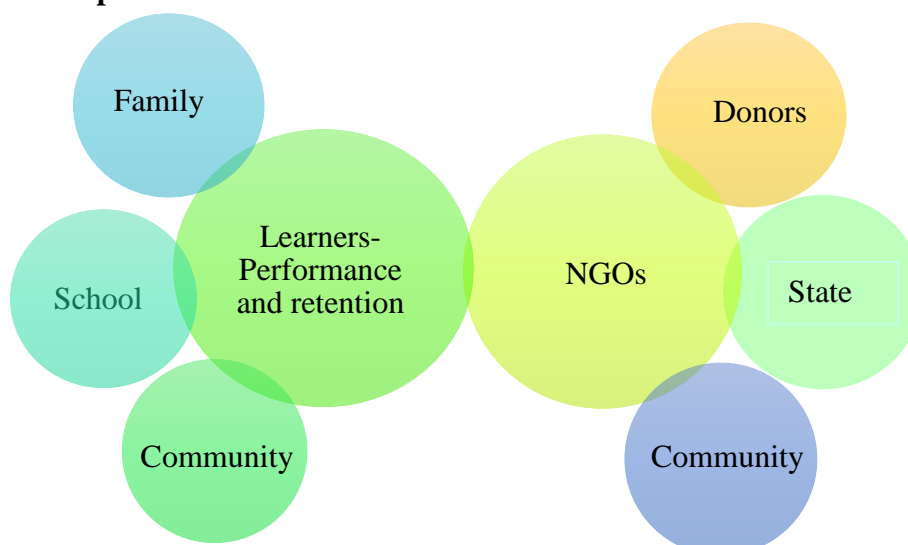 Family
Donors
Learners-
Performance
and retention
NGOs
School
State
Community
Community